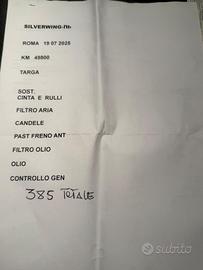 SILVERWING
ROMA 19 07 2025
KM 49800
TARGA
SOST.
CINTA E RULLI
FILTRO ARIA
CANDELE
PAST FRENO ANT
FILTRO OLIO
OLIO
CONTROLLO GEN
385 TOTALE
subito